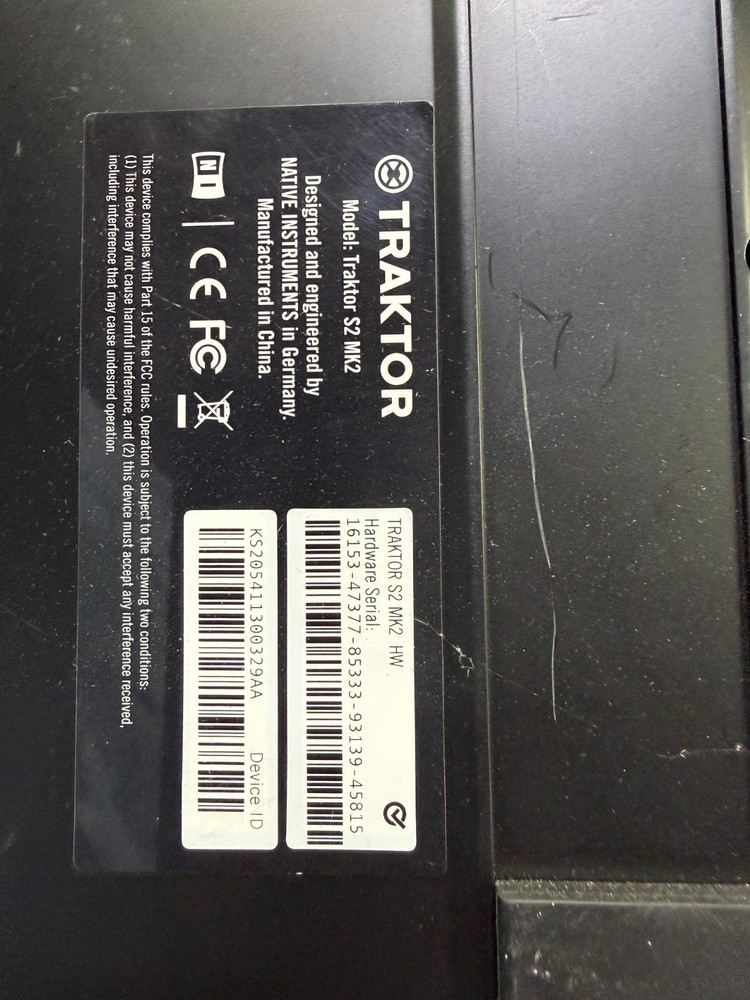 TRAKTOR
Model: Traktor S2 MK2
Designed and engineered by
NATIVE INSTRUMENTS in Germany.
Manufactured in China.
NI
CE FC
This device complies with Part 15 of the FCC rules. Operation is subject to the following two conditions:
(1) This device may not cause harmful interference, and (2) this device must accept any interference received,
including interference that may cause undesired operation.
TRAKTOR S2 MK2 HW
Hardware Serial:
16153-47377-85333-93139-45815
KS205411300329AA Device ID